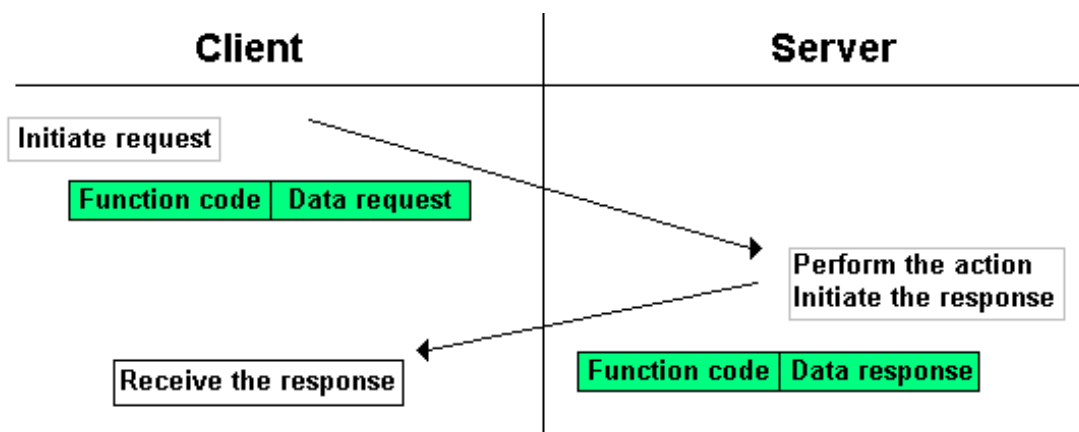 Client
Server
Initiate request
Function code
Data request
Perform the action
Initiate the response
Receive the response
Function code
Data response